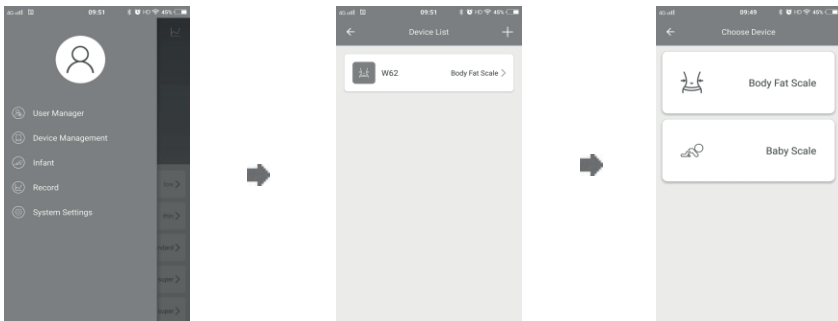 09:51
User Manager
Device Management
Infant
Record
System Settings
09:51
Device List
W62 Body Fat Scale
09:49
Choose Device
Body Fat Scale
Baby Scale